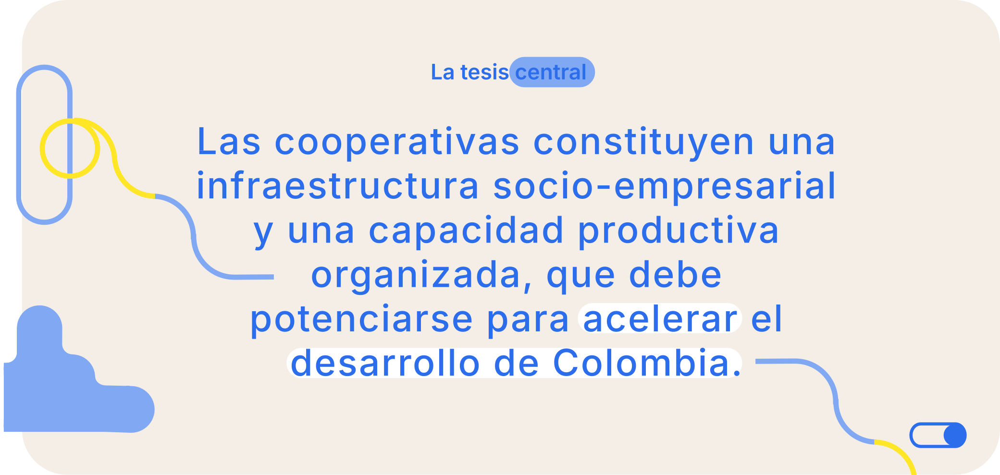 La tesis central
Las cooperativas constituyen una
infraestructura socio-empresarial
y una capacidad productiva
organizada, que debe
potenciarse para acelerar el
desarrollo de Colombia.